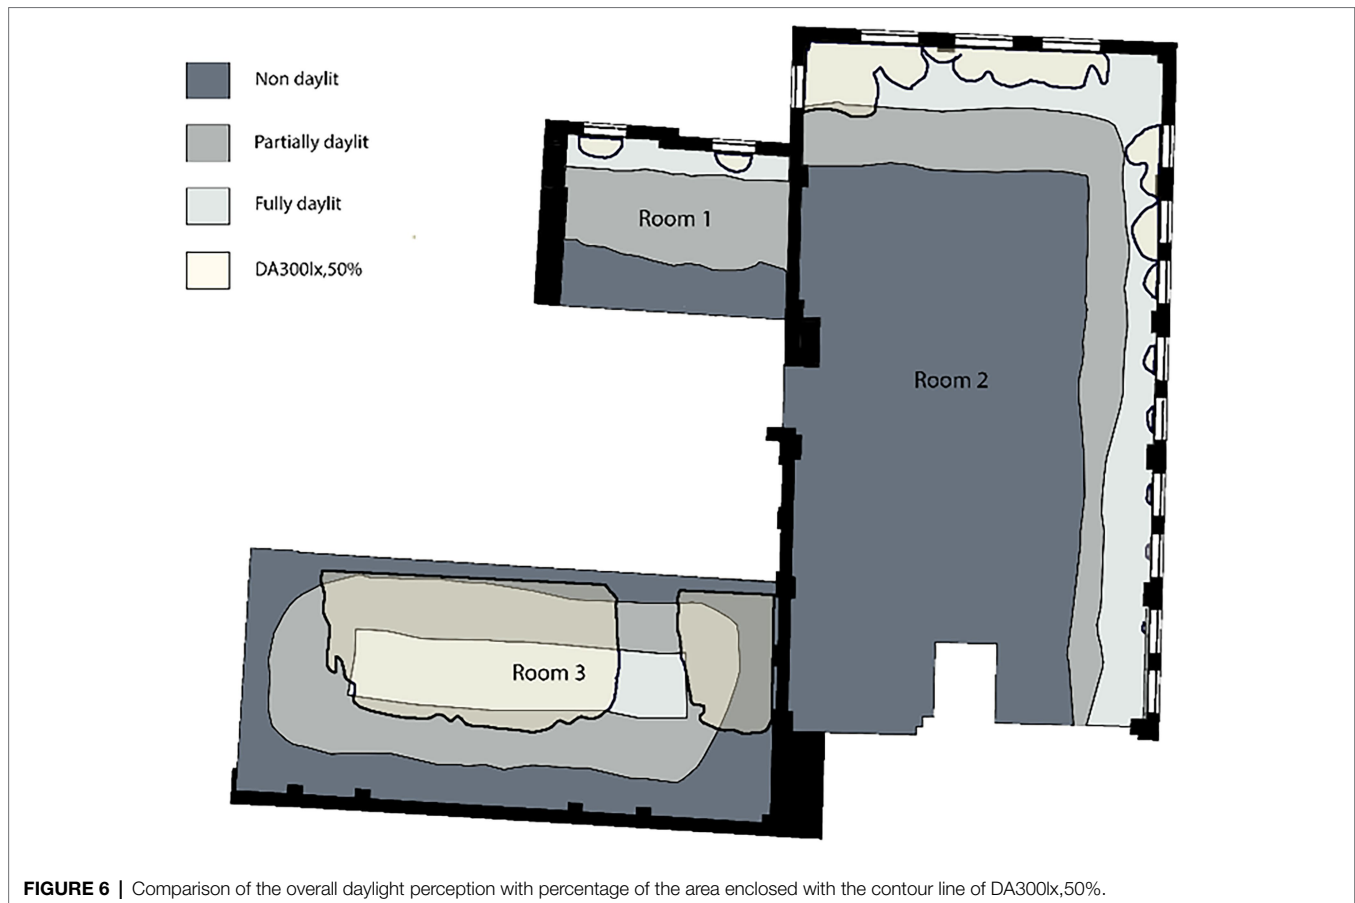 Non daylit
Partially daylit
Fully daylit
DA300lx,50%
Room 1
Room 2
Room 3
FIGURE 6 | Comparison of the overall daylight perception with percentage of the area enclosed with the contour line of DA300lx,50%.